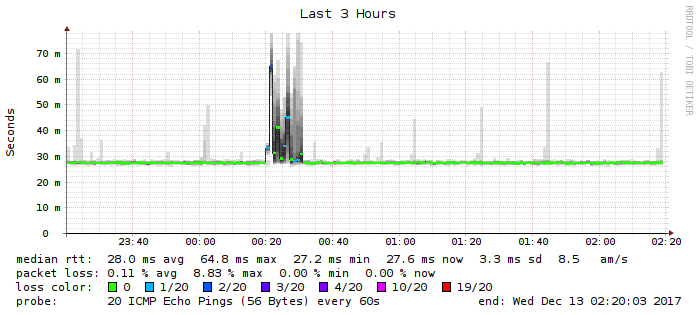 Last 3 Hours
RRDTOOL / TOBI OETIKER
Seconds
70 m
60 m
50 m
40 m
30 m
20 m
10 m
0
23:40 00:00 00:20 00:40 01:00 01:20 01:40 02:00 02:20
median rtt: 28.0 ms avg 64.8 ms max 27.2 ms min 27.6 ms now 3.3 ms sd 8.5 am/s
packet loss: 0.11 % avg 8.83 % max 0.00 % min 0.00 % now
loss color: 0 1/20 2/20 3/20 4/20 10/20 19/20
probe: 20 ICMP Echo Pings (56 Bytes) every 60s end: Wed Dec 13 02:20:03 2017